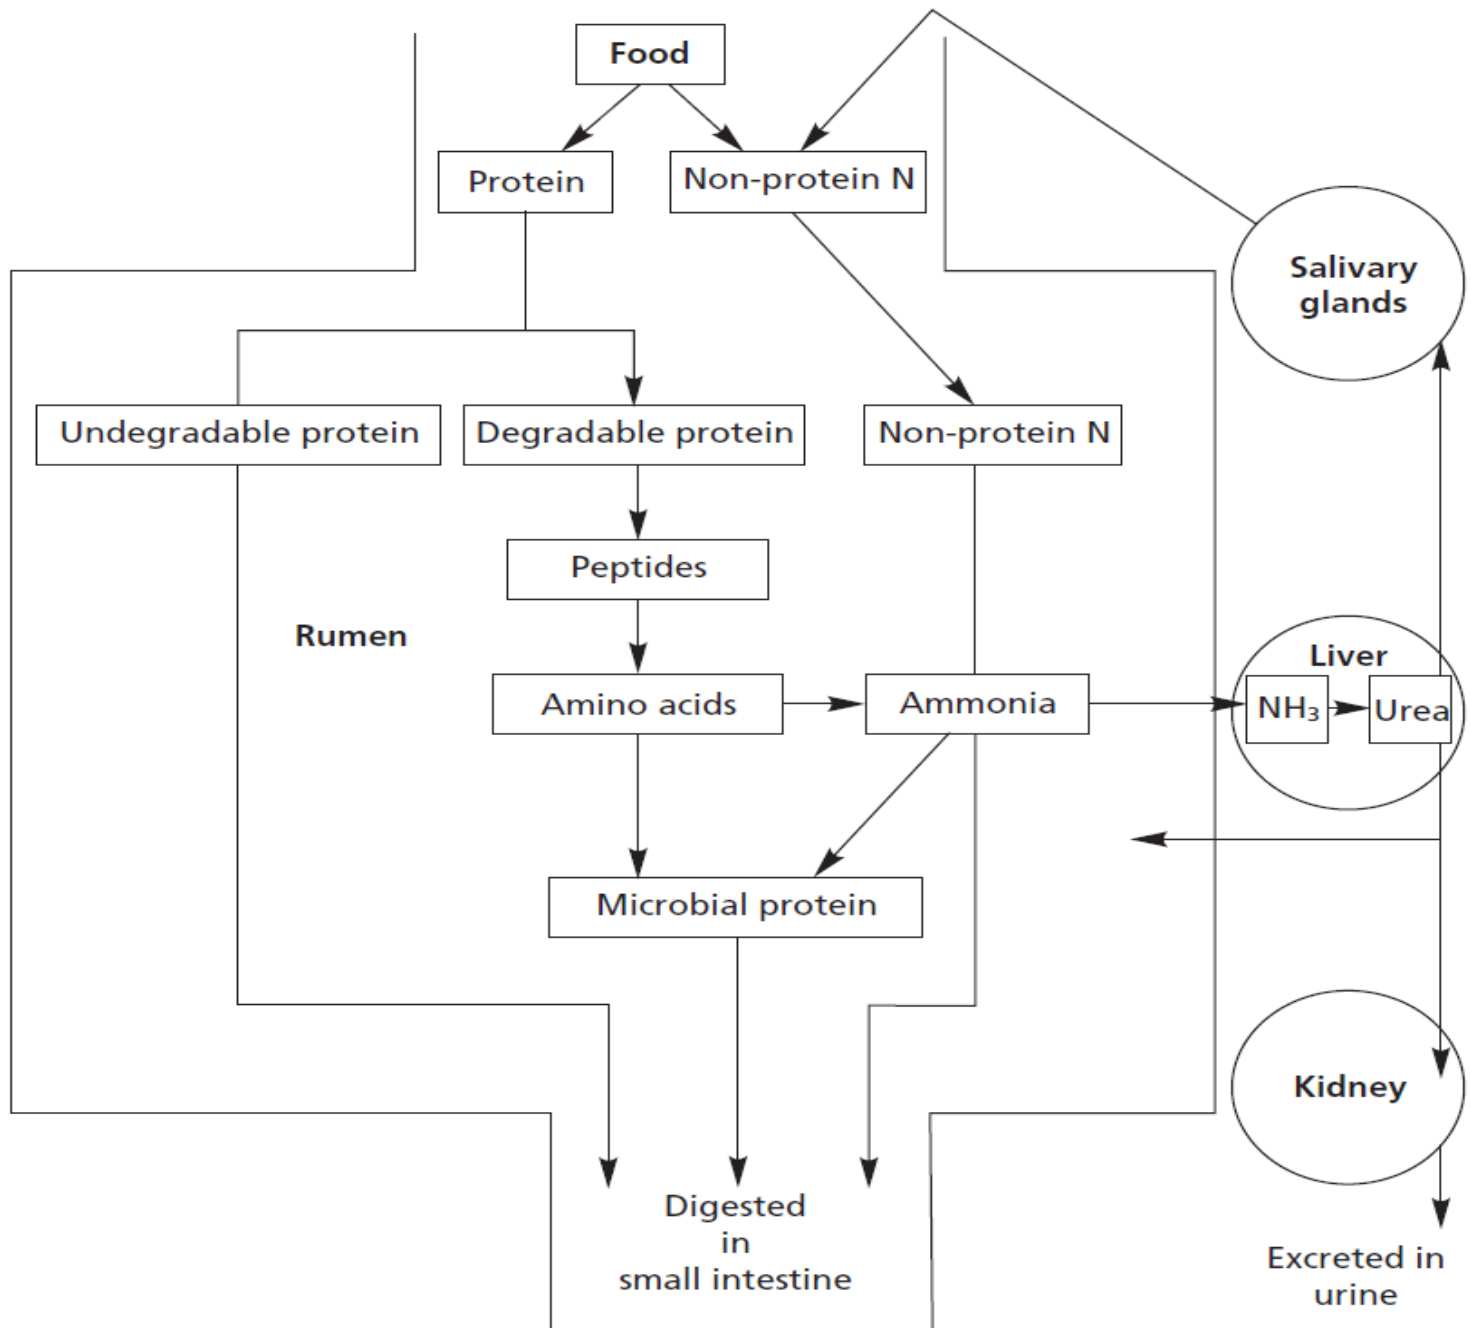 Food
Protein
Non-protein N
Salivary
glands
Undegradable protein
Degradable protein
Non-protein N
Peptides
Rumen
Liver
Amino acids
Ammonia
NH₃
Urea
Microbial protein
Kidney
Digested
in
small intestine
Excreted in
urine